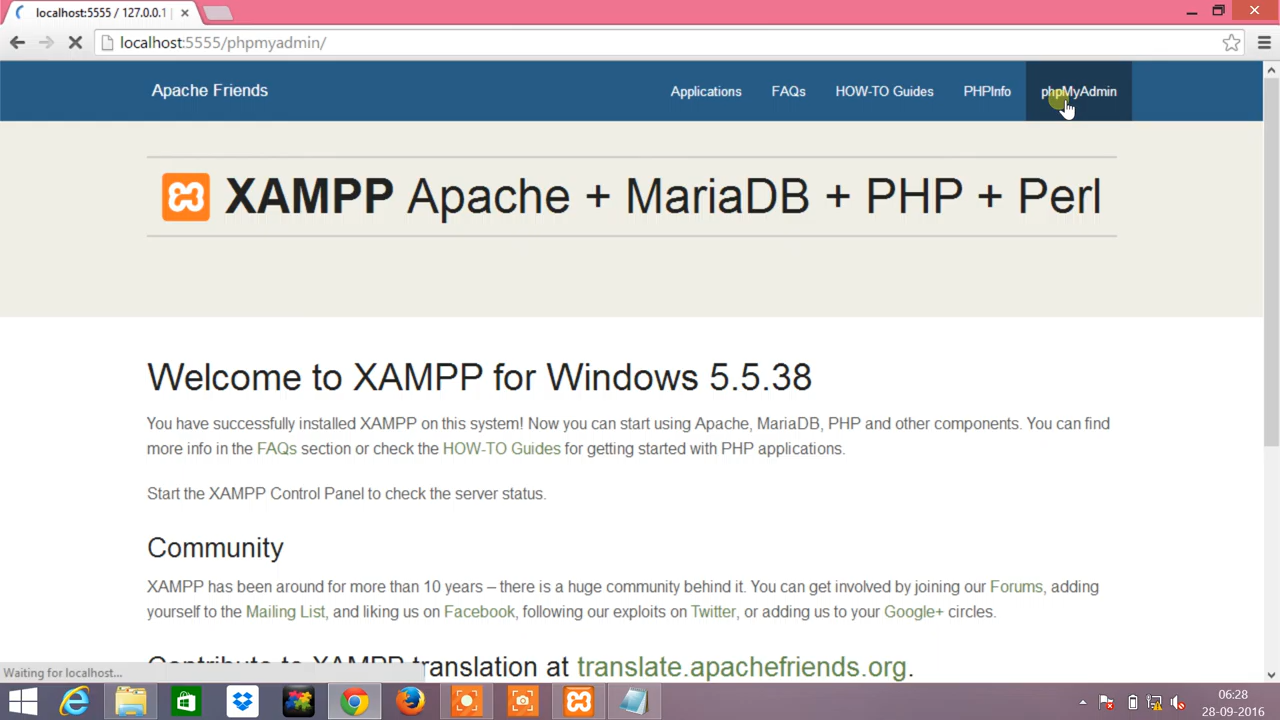 localhost:5555 / 127.0.0.1
localhost:5555/phpmyadmin/
Apache Friends
Applications
FAQs
HOW-TO Guides
PHPInfo
phpMyAdmin
XAMPP Apache + MariaDB + PHP + Perl
Welcome to XAMPP for Windows 5.5.38
You have successfully installed XAMPP on this system! Now you can start using Apache, MariaDB, PHP and other components. You can find
more info in the FAQs section or check the HOW-TO Guides for getting started with PHP applications.
Start the XAMPP Control Panel to check the server status.
Community
XAMPP has been around for more than 10 years – there is a huge community behind it. You can get involved by joining our Forums, adding
yourself to the Mailing List, and liking us on Facebook, following our exploits on Twitter, or adding us to your Google+ circles.
Contribute to XAMPP translation at translate.apachefriends.org.
Waiting for localhost...
06:28
28-09-2016